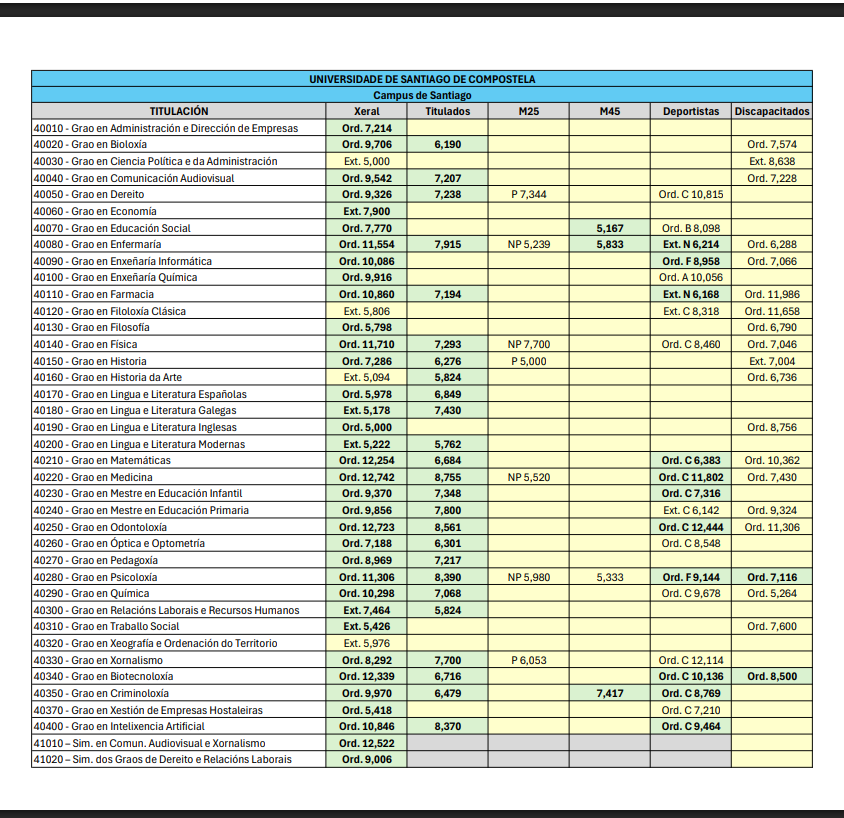 UNIVERSIDADE DE SANTIAGO DE COMPOSTELA
Campus de Santiago
TITULACIÓN Xeral Titulados M25 M45 Deportistas Discapacitados
40010 - Grao en Administración e Dirección de Empresas Ord. 7,214
40020 - Grao en Bioloxía Ord. 9,706 6,190 Ord. 7,574
40030 - Grao en Ciencia Política e da Administración Ext. 5,000 Ext. 8,638
40040 - Grao en Comunicación Audiovisual Ord. 9,542 7,207 Ord. 7,228
40050 - Grao en Dereito Ord. 9,326 7,238 P 7,344 Ord. C 10,815
40060 - Grao en Economía Ext. 7,900
40070 - Grao en Educación Social Ord. 7,770 5,167 Ord. B 8,098
40080 - Grao en Enfermaría Ord. 11,554 7,915 NP 5,239 5,833 Ext. N 6,214 Ord. 6,288
40090 - Grao en Enxeñaría Informática Ord. 10,086 Ord. F 8,958 Ord. 7,066
40100 - Grao en Enxeñaría Química Ord. 9,916 Ord. A 10,056
40110 - Grao en Farmacia Ord. 10,860 7,194 Ext. N 6,168 Ord. 11,986
40120 - Grao en Filoloxía Clásica Ext. 5,806 Ext. C 8,318 Ord. 11,658
40130 - Grao en Filosofía Ord. 5,798 Ord. 6,790
40140 - Grao en Física Ord. 11,710 7,293 NP 7,700 Ord. C 8,460 Ord. 7,046
40150 - Grao en Historia Ord. 7,286 6,276 P 5,000 Ext. 7,004
40160 - Grao en Historia da Arte Ext. 5,094 5,824 Ord. 6,736
40170 - Grao en Lingua e Literatura Españolas Ord. 5,978 6,849
40180 - Grao en Lingua e Literatura Galegas Ext. 5,178 7,430
40190 - Grao en Lingua e Literatura Inglesas Ord. 5,000 Ord. 8,756
40200 - Grao en Lingua e Literatura Modernas Ext. 5,222 5,762
40210 - Grao en Matemáticas Ord. 12,254 6,684 Ord. C 6,383 Ord. 10,362
40220 - Grao en Medicina Ord. 12,742 8,755 NP 5,520 Ord. C 11,802 Ord. 7,430
40230 - Grao en Mestre en Educación Infantil Ord. 9,370 7,348 Ord. C 7,316
40240 - Grao en Mestre en Educación Primaria Ord. 9,856 7,800 Ext. C 6,142 Ord. 9,324
40250 - Grao en Odontoloxía Ord. 12,723 8,561 Ord. C 12,444 Ord. 11,306
40260 - Grao en Óptica e Optometría Ord. 7,188 6,301 Ord. C 8,548
40270 - Grao en Pedagoxía Ord. 8,969 7,217
40280 - Grao en Psicoloxía Ord. 11,306 8,390 NP 5,980 5,333 Ord. F 9,144 Ord. 7,116
40290 - Grao en Química Ord. 10,298 7,068 Ord. C 9,678 Ord. 5,264
40300 - Grao en Relacións Laborais e Recursos Humanos Ext. 7,464 5,824
40310 - Grao en Traballo Social Ext. 5,426 Ord. 7,600
40320 - Grao en Xeografía e Ordenación do Territorio Ext. 5,976
40330 - Grao en Xornalismo Ord. 8,292 7,700 P 6,053 Ord. C 12,114
40340 - Grao en Biotecnoloxía Ord. 12,339 6,716 Ord. C 10,136 Ord. 8,500
40350 - Grao en Criminoloxía Ord. 9,970 6,479 7,417 Ord. C 8,769
40370 - Grao en Xestión de Empresas Hostaleiras Ord. 5,418 Ord. C 7,210
40400 - Grao en Intelixencia Artificial Ord. 10,846 8,370 Ord. C 9,464
41010 – Sim. en Comun. Audiovisual e Xornalismo Ord. 12,522
41020 – Sim. dos Graos de Dereito e Relacións Laborais Ord. 9,006